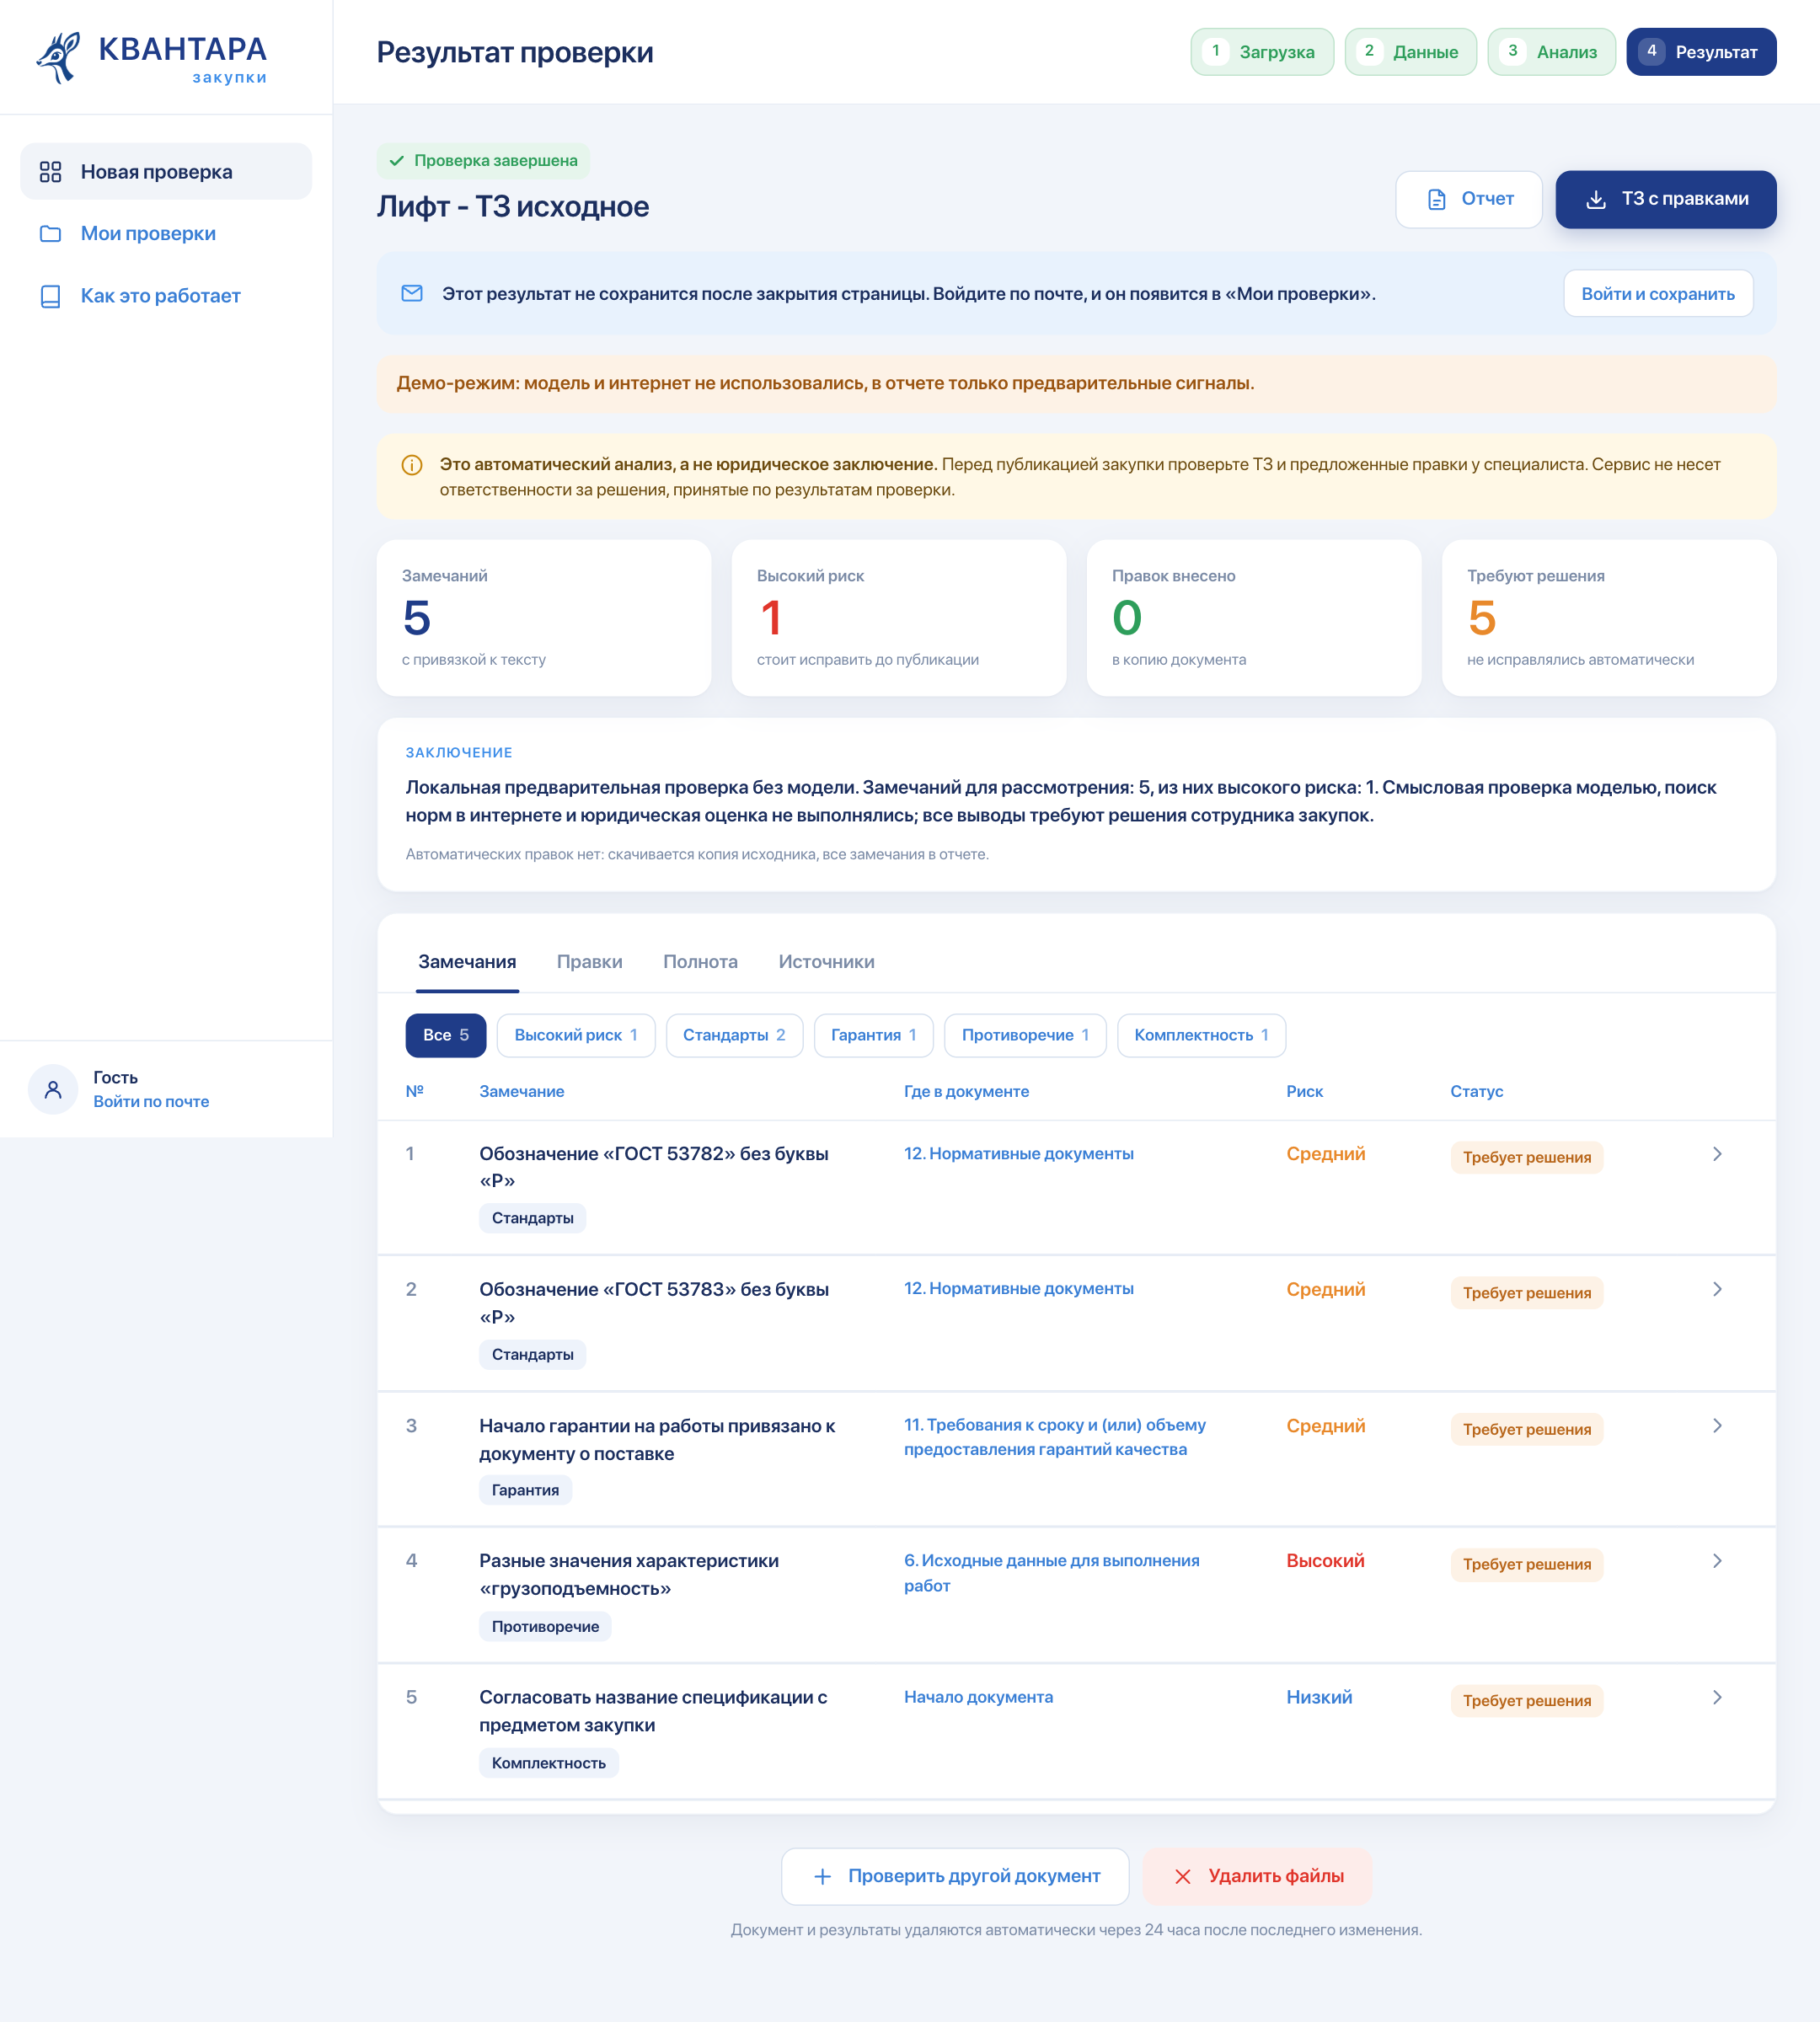 КВАНТАРА
закупки
Новая проверка
Мои проверки
Как это работает
Гость
Войти по почте
Результат проверки
1 Загрузка
2 Данные
3 Анализ
4 Результат
Проверка завершена
Лифт - ТЗ исходное
Отчет
ТЗ с правками
Этот результат не сохранится после закрытия страницы. Войдите по почте, и он появится в «Мои проверки».
Войти и сохранить
Демо-режим: модель и интернет не использовались, в отчете только предварительные сигналы.
Это автоматический анализ, а не юридическое заключение. Перед публикацией закупки проверьте ТЗ и предложенные правки у специалиста. Сервис не несет
ответственности за решения, принятые по результатам проверки.
Замечаний
5
с привязкой к тексту
Высокий риск
1
стоит исправить до публикации
Правок внесено
0
в копию документа
Требуют решения
5
не исправлялись автоматически
ЗАКЛЮЧЕНИЕ
Локальная предварительная проверка без модели. Замечаний для рассмотрения: 5, из них высокого риска: 1. Смысловая проверка моделью, поиск
норм в интернете и юридическая оценка не выполнялись; все выводы требуют решения сотрудника закупок.
Автоматических правок нет: скачивается копия исходника, все замечания в отчете.
Замечания
Правки
Полнота
Источники
Все 5
Высокий риск 1
Стандарты 2
Гарантия 1
Противоречие 1
Комплектность 1
№
Замечание
Где в документе
Риск
Статус
1
Обозначение «ГОСТ 53782» без буквы
«Р»
Стандарты
12. Нормативные документы
Средний
Требует решения
2
Обозначение «ГОСТ 53783» без буквы
«Р»
Стандарты
12. Нормативные документы
Средний
Требует решения
3
Начало гарантии на работы привязано к
документу о поставке
Гарантия
11. Требования к сроку и (или) объему
предоставления гарантий качества
Средний
Требует решения
4
Разные значения характеристики
«грузоподъемность»
Противоречие
6. Исходные данные для выполнения
работ
Высокий
Требует решения
5
Согласовать название спецификации с
предметом закупки
Комплектность
Начало документа
Низкий
Требует решения
Проверить другой документ
Удалить файлы
Документ и результаты удаляются автоматически через 24 часа после последнего изменения.